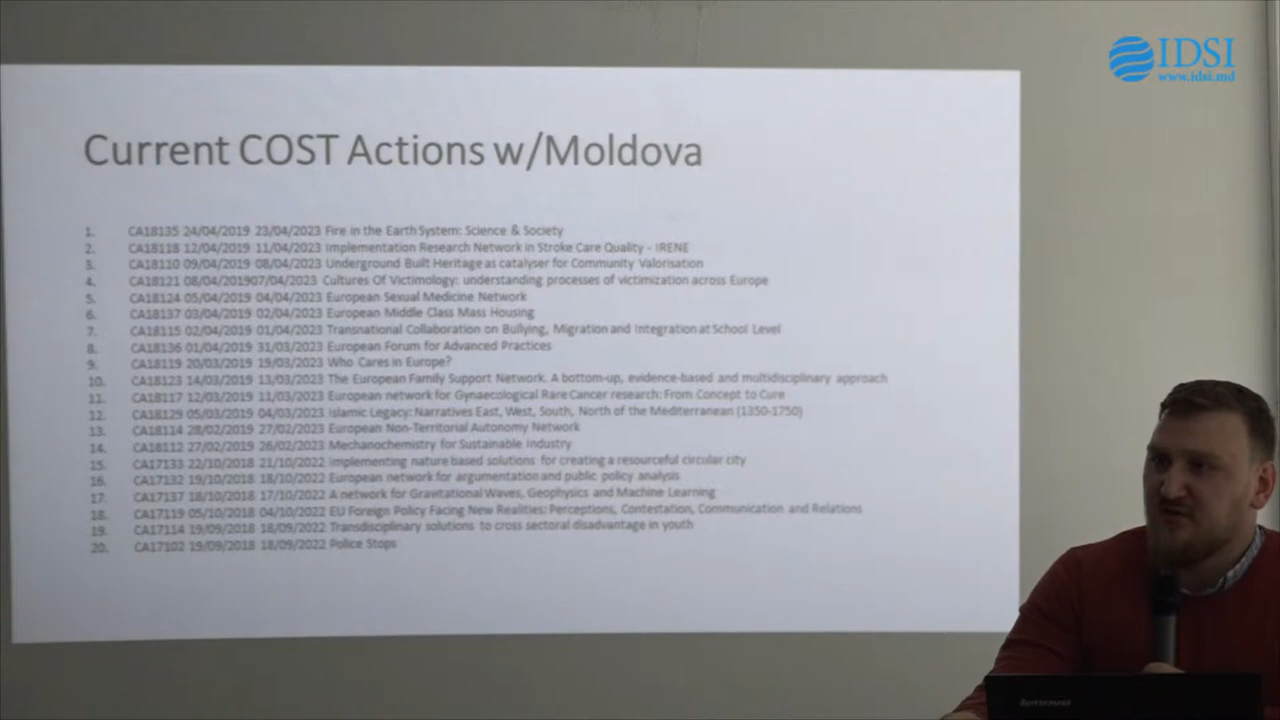 IDSI
www.idsi.md
Current COST Actions w/Moldova
1. CA18135 24/04/2019 23/04/2023 Fire in the Earth System: Science & Society
2. CA18118 12/04/2019 11/04/2023 Implementation Research Network in Stroke Care Quality - IRENE
3. CA18110 09/04/2019 08/04/2023 Underground Built Heritage as catalyser for Community Valorisation
4. CA18121 08/04/201907/04/2023 Cultures Of Victimology: understanding processes of victimization across Europe
5. CA18124 05/04/2019 04/04/2023 European Sexual Medicine Network
6. CA18137 03/04/2019 02/04/2023 European Middle Class Mass Housing
7. CA18115 02/04/2019 01/04/2023 Transnational Collaboration on Bullying, Migration and Integration at School Level
8. CA18136 01/04/2019 31/03/2023 European Forum for Advanced Practices
9. CA18119 20/03/2019 19/03/2023 Who Cares in Europe?
10. CA18123 14/03/2019 13/03/2023 The European Family Support Network. A bottom-up, evidence-based and multidisciplinary approach
11. CA18117 12/03/2019 11/03/2023 European network for Gynaecological Rare Cancer research: From Concept to Cure
12. CA18129 05/03/2019 04/03/2023 Islamic Legacy: Narratives East, West, South, North of the Mediterranean (1350-1750)
13. CA18114 28/02/2019 27/02/2023 European Non-Territorial Autonomy Network
14. CA18112 27/02/2019 26/02/2023 Mechanochemistry for Sustainable Industry
15. CA17133 22/10/2018 21/10/2022 Implementing nature based solutions for creating a resourceful circular city
16. CA17132 19/10/2018 18/10/2022 European network for argumentation and public policy analysis
17. CA17137 18/10/2018 17/10/2022 A network for Gravitational Waves, Geophysics and Machine Learning
18. CA17119 05/10/2018 04/10/2022 EU Foreign Policy Facing New Realities: Perceptions, Contestation, Communication and Relations
19. CA17114 19/09/2018 18/09/2022 Transdisciplinary solutions to cross sectoral disadvantage in youth
20. CA17102 19/09/2018 18/09/2022 Police Stops
lenovo